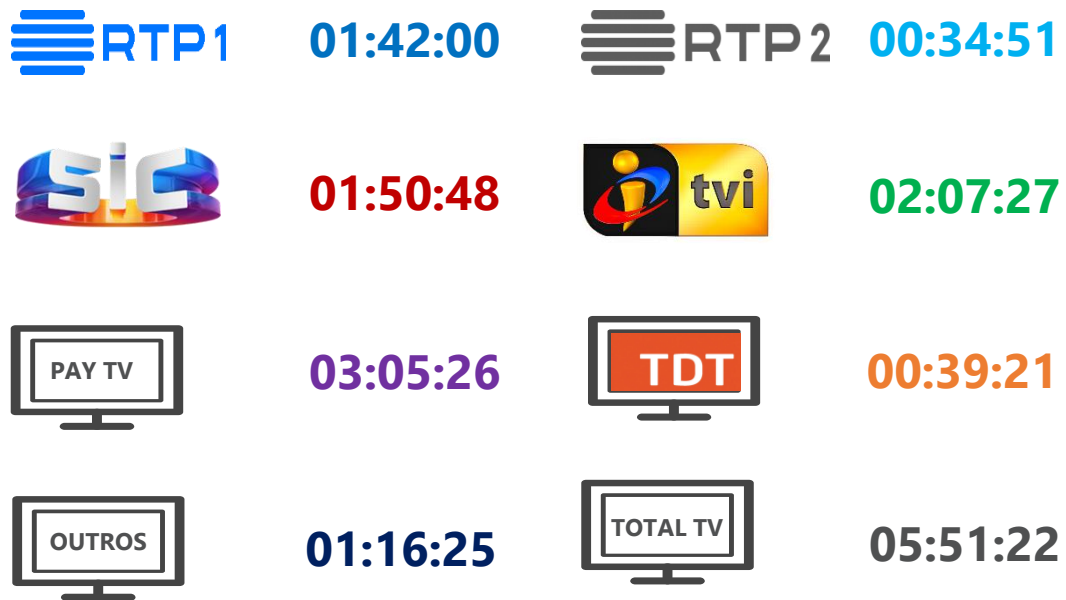 RTP1 01:42:00 RTP2 00:34:51
SIC 01:50:48 tvi 02:07:27
PAY TV 03:05:26 TDT 00:39:21
OUTROS 01:16:25 TOTAL TV 05:51:22